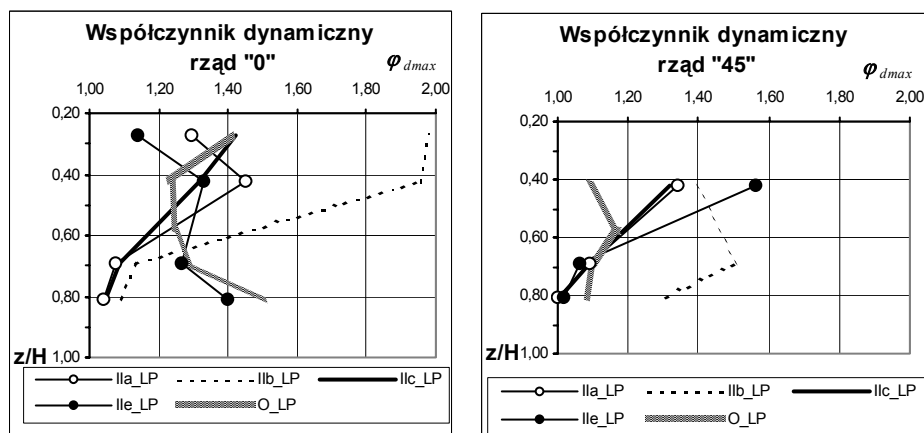 Współczynnik dynamiczny
rząd "0"
φ dmax
1,00 1,20 1,40 1,60 1,80 2,00
0,20
0,40
0,60
0,80
1,00
z/H
IIa_LP IIb_LP IIc_LP
IIe_LP O_LP
Współczynnik dynamiczny
rząd "45"
φ dmax
1,00 1,20 1,40 1,60 1,80 2,00
0,20
0,40
0,60
0,80
1,00
z/H
IIa_LP IIb_LP IIc_LP
IIe_LP O_LP